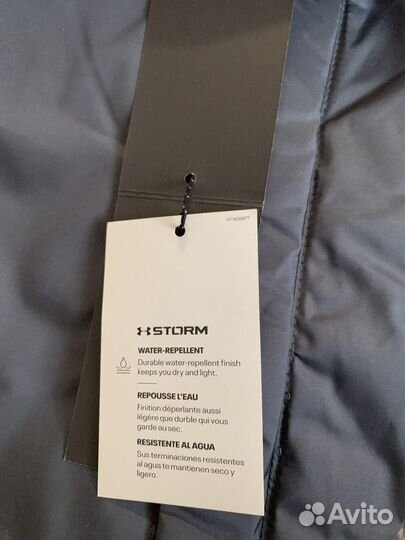 STORM
WATER-REPELLENT
Durable water-repellent finish
keeps you dry and light.
REPOUSSE L'EAU
Finition déperlante aussi
légère que durble qui vous
garde au sec.
RESISTENTE AL AGUA
Sus terminaciones resistentes
al agua te mantienen seco y
ligero.
Avito